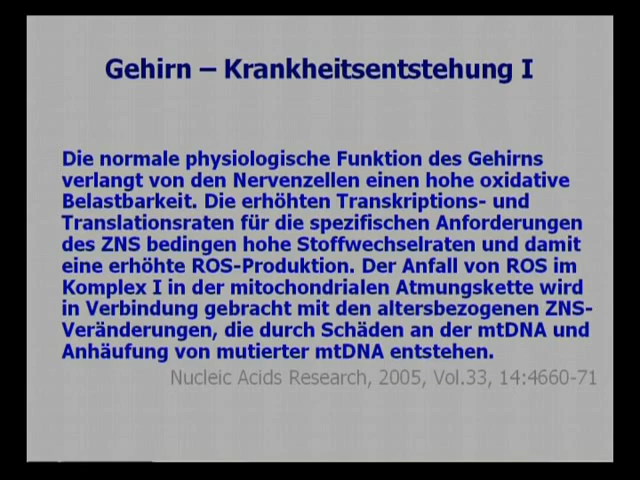 Gehirn – Krankheitsentstehung I
Die normale physiologische Funktion des Gehirns
verlangt von den Nervenzellen einen hohe oxidative
Belastbarkeit. Die erhöhten Transkriptions- und
Translationsraten für die spezifischen Anforderungen
des ZNS bedingen hohe Stoffwechselraten und damit
eine erhöhte ROS-Produktion. Der Anfall von ROS im
Komplex I in der mitochondrialen Atmungskette wird
in Verbindung gebracht mit den altersbezogenen ZNS-
Veränderungen, die durch Schäden an der mtDNA und
Anhäufung von mutierter mtDNA entstehen.
Nucleic Acids Research, 2005, Vol.33, 14:4660-71